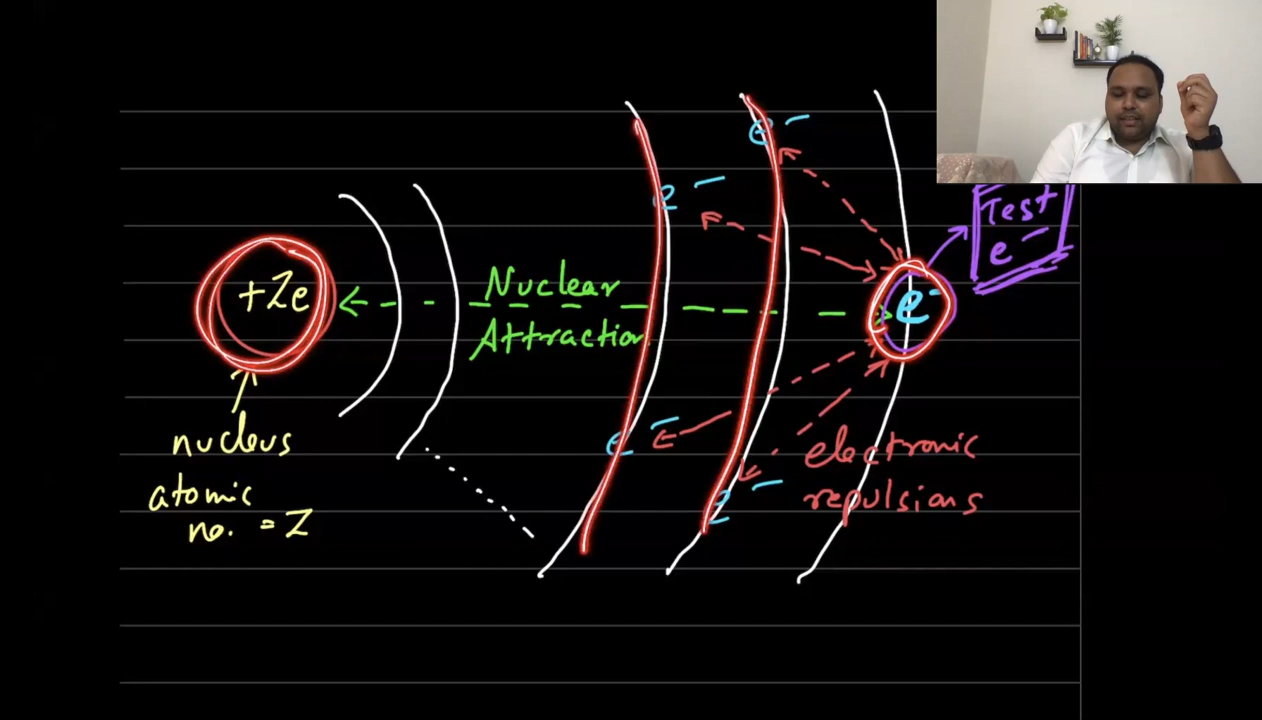 e-
e-
Test
e-
+Ze
Nuclear
Attraction
e-
nucleus
atomic
no. = Z
e-
electronic
repulsions
e-